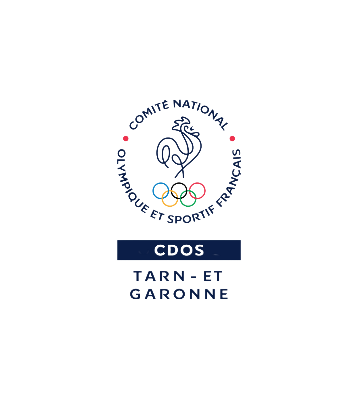 COMITÉ NATIONAL
OLYMPIQUE ET SPORTIF FRANÇAIS
CDOS
TARN-ET
GARONNE